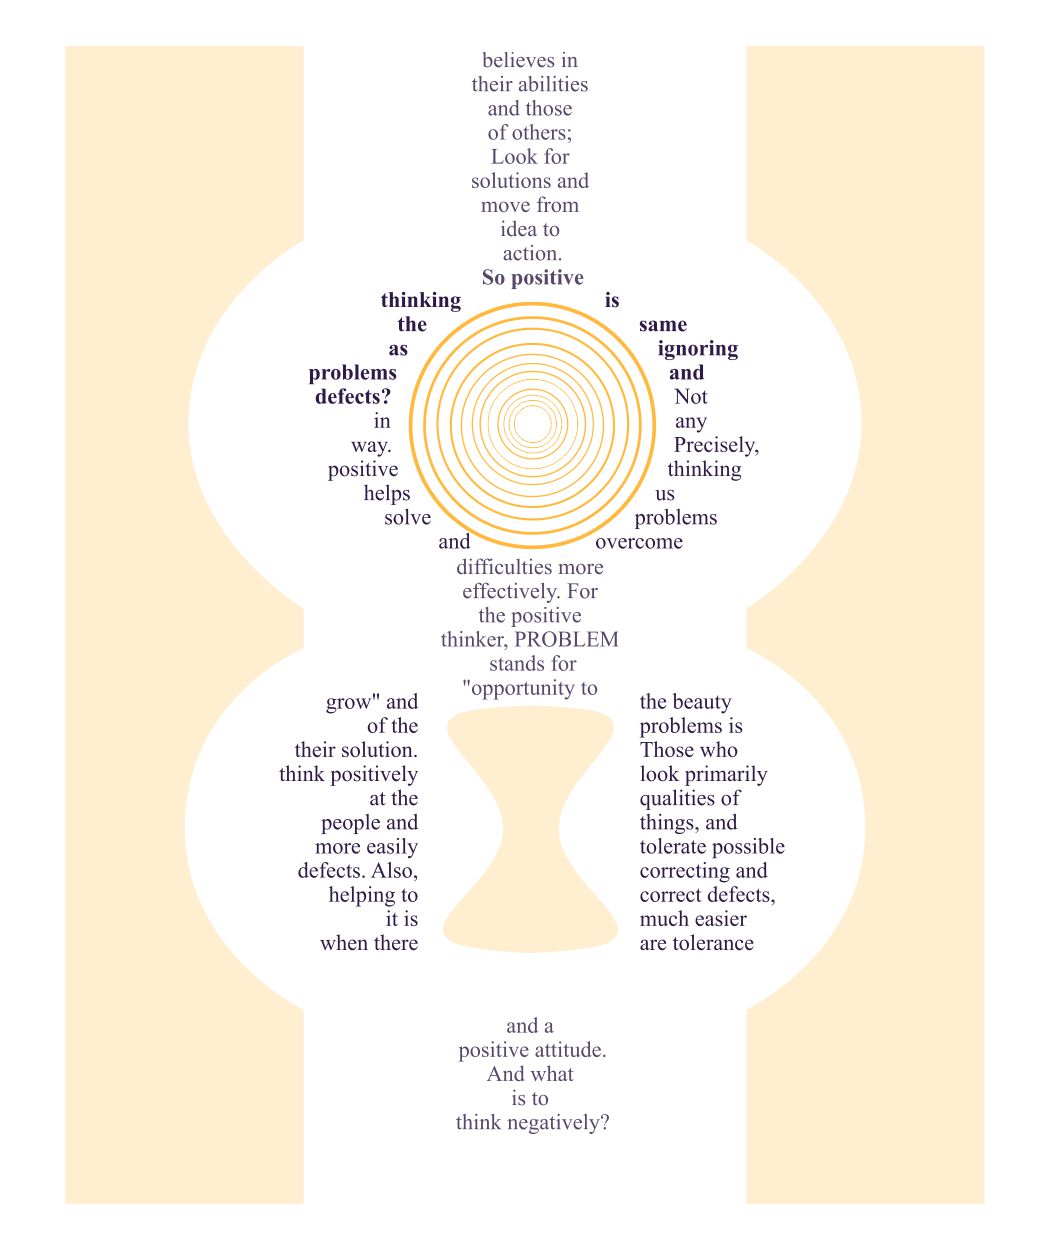 believes in
their abilities
and those
of others;
Look for
solutions and
move from
idea to
action.
So positive
thinking is
the same
as ignoring
problems and
defects? Not
in any
way. Precisely,
positive thinking
helps us
solve problems
and overcome
difficulties more
effectively. For
the positive
thinker, PROBLEM
stands for
"opportunity to
grow" and the beauty
of the problems is
their solution. Those who
think positively look primarily
at the qualities of
people and things, and
more easily tolerate possible
defects. Also, correcting and
helping to correct defects,
it is much easier
when there are tolerance
and a
positive attitude.
And what
is to
think negatively?